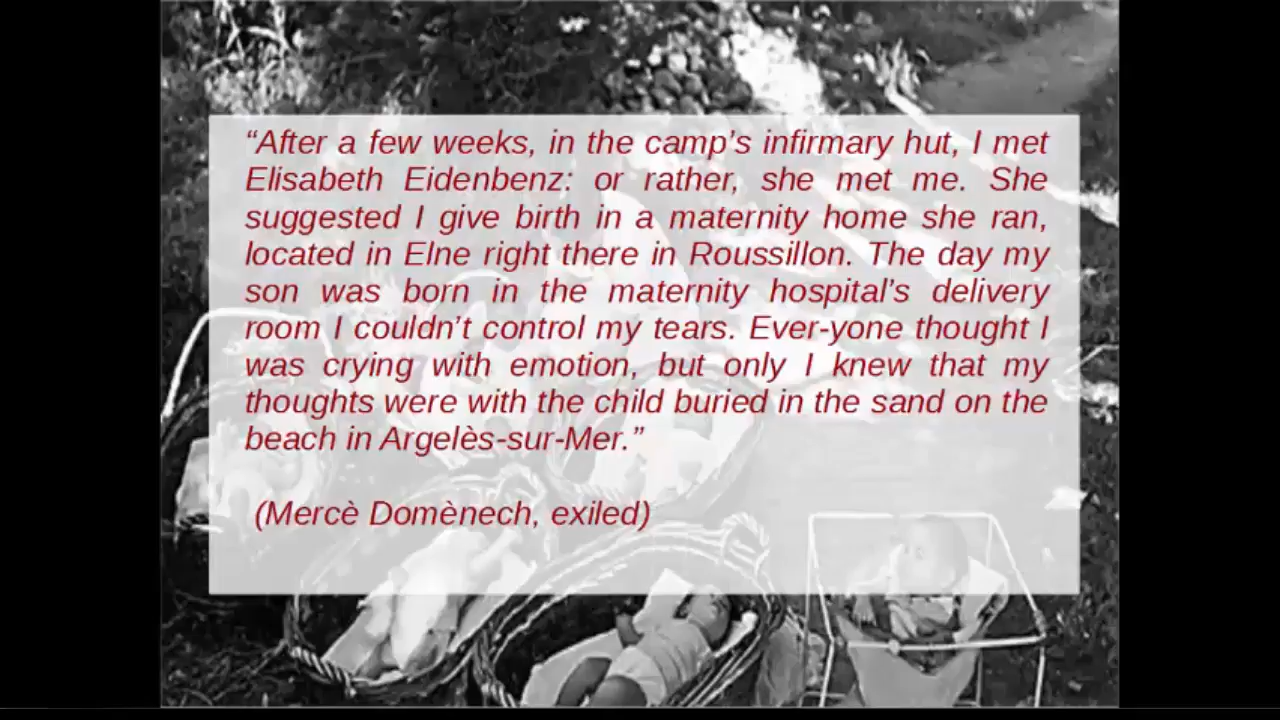 “After a few weeks, in the camp’s infirmary hut, I met
Elisabeth Eidenbenz: or rather, she met me. She
suggested I give birth in a maternity home she ran,
located in Elne right there in Roussillon. The day my
son was born in the maternity hospital’s delivery
room I couldn’t control my tears. Ever-yone thought I
was crying with emotion, but only I knew that my
thoughts were with the child buried in the sand on the
beach in Argelès-sur-Mer.”
(Mercè Domènech, exiled)